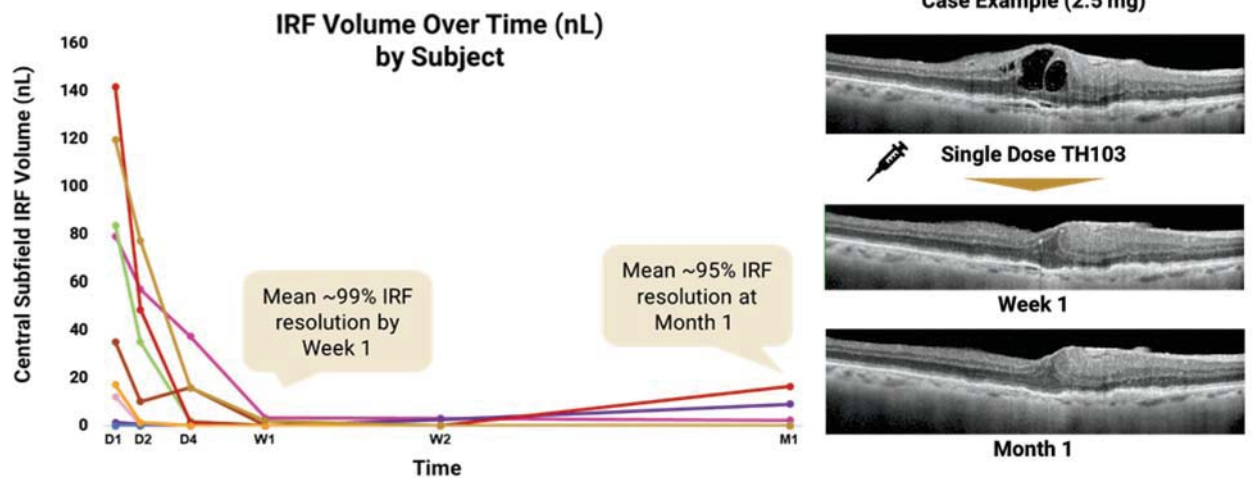 IRF Volume Over Time (nL)
by Subject
Central Subfield IRF Volume (nL)
160
140
120
100
80
60
40
20
0
D1 D2 D4 W1 W2 M1
Time
Mean ~99% IRF
resolution by
Week 1
Mean ~95% IRF
resolution at
Month 1
Case Example (2.5 mg)
Single Dose TH103
Week 1
Month 1